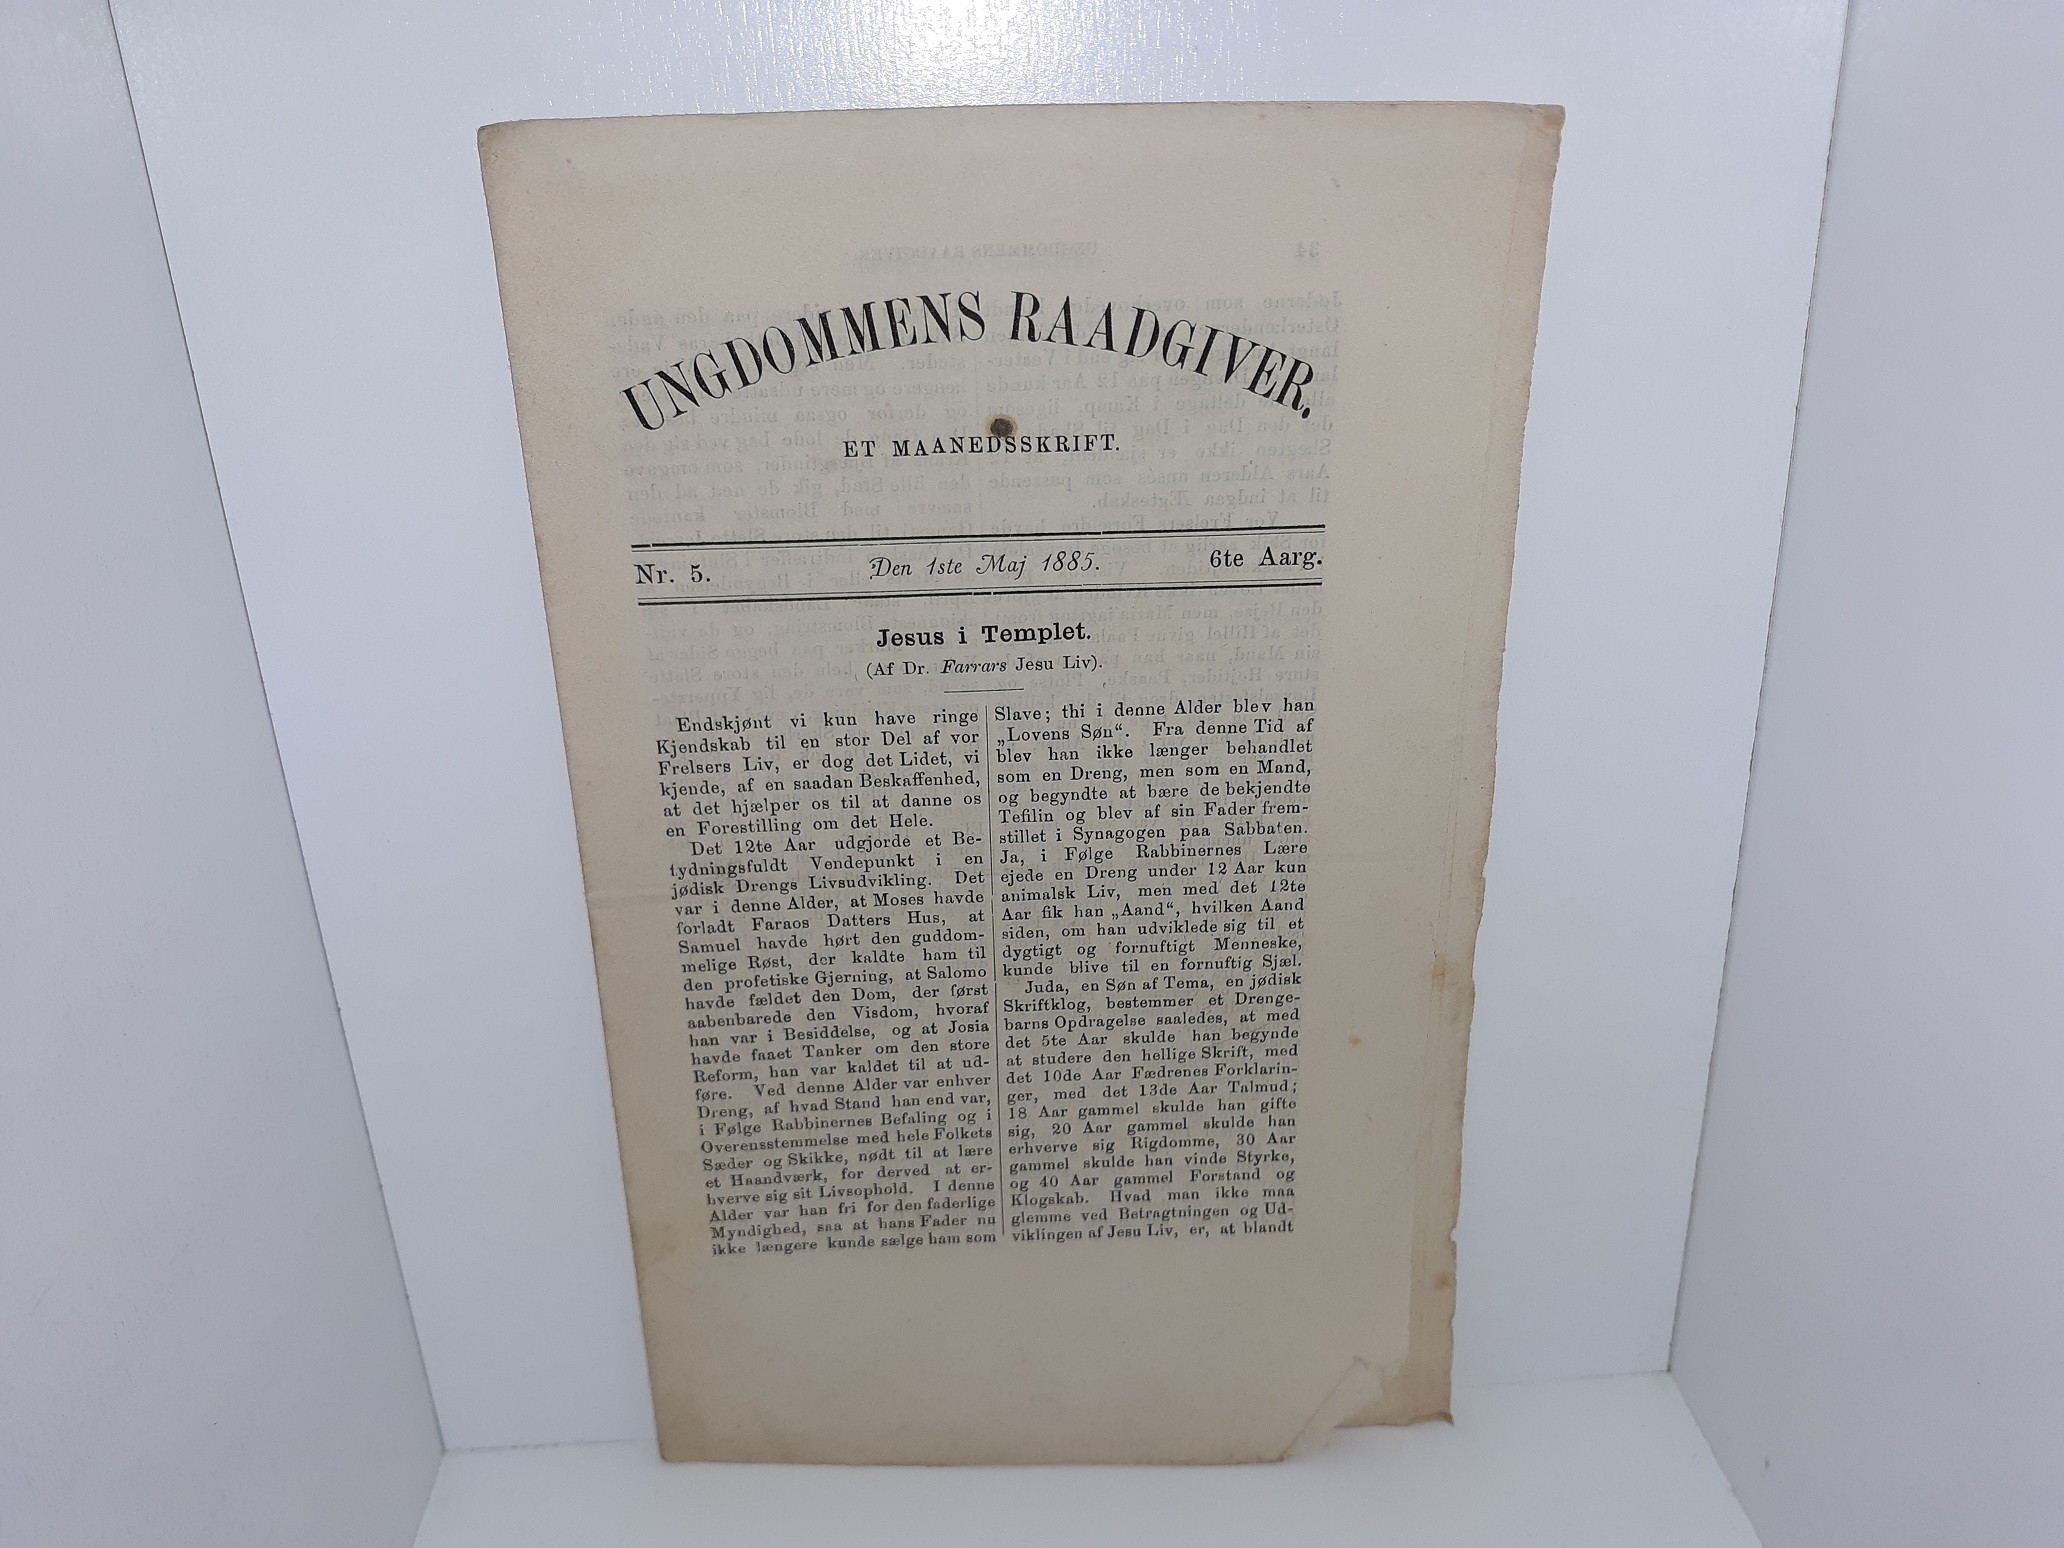 UNGDOMMENS RAADGIVER.
ET MAANEDSSKRIFT.
Nr. 5. Den 1ste Maj 1885. 6te Aarg.
Jesus i Templet.
(Af Dr. Farrars Jesu Liv).
Endskjønt vi kun have ringe
Kjendskab til en stor Del af vor
Frelsers Liv, er dog det Lidet, vi
kjende, af en saadan Beskaffenhed,
at det hjælper os til at danne os
en Forestilling om det Hele.
Det 12te Aar udgjorde et Be-
tydningsfuldt Vendepunkt i en
jødisk Drengs Livsudvikling. Det
var i denne Alder, at Moses havde
forladt Faraos Datters Hus, at
Samuel havde hørt den guddom-
melige Røst, der kaldte ham til
den profetiske Gjerning, at Salomo
havde fældet den Dom, der først
aabenbarede den Visdom, hvoraf
han var i Besiddelse, og at Josia
havde faaet Tanker om den store
Reform, han var kaldet til at ud-
føre. Ved denne Alder var enhver
Dreng, af hvad Stand han end var,
i Følge Rabbinernes Befaling og i
Overensstemmelse med hele Folkets
Sæder og Skikke, nødt til at lære
et Haandværk, for derved at er-
hverve sig sit Livsophold. I denne
Alder var han fri for den faderlige
Myndighed, saa at hans Fader nu
ikke længere kunde sælge ham som
Slave; thi i denne Alder blev han
„Lovens Søn“. Fra denne Tid af
blev han ikke længer behandlet
som en Dreng, men som en Mand,
og begyndte at bære de bekjendte
Tefilin og blev af sin Fader frem-
stillet i Synagogen paa Sabbaten.
Ja, i Følge Rabbinernes Lære
ejede en Dreng under 12 Aar kun
animalsk Liv, men med det 12te
Aar fik han „Aand“, hvilken Aand
siden, om han udviklede sig til et
dygtigt og fornuftigt Menneske,
kunde blive til en fornuftig Sjæl.
Juda, en Søn af Tema, en jødisk
Skriftklog, bestemmer et Drenge-
barns Opdragelse saaledes, at med
det 5te Aar skulde han begynde
at studere den hellige Skrift, med
det 10de Aar Fædrenes Forklarin-
ger, med det 13de Aar Talmud;
18 Aar gammel skulde han gifte
sig, 20 Aar gammel skulde han
erhverve sig Rigdomme, 30 Aar
gammel skulde han vinde Styrke,
og 40 Aar gammel Forstand og
Klogskab. Hvad man ikke maa
glemme ved Betragtningen og Ud-
viklingen af Jesu Liv, er, at blandt